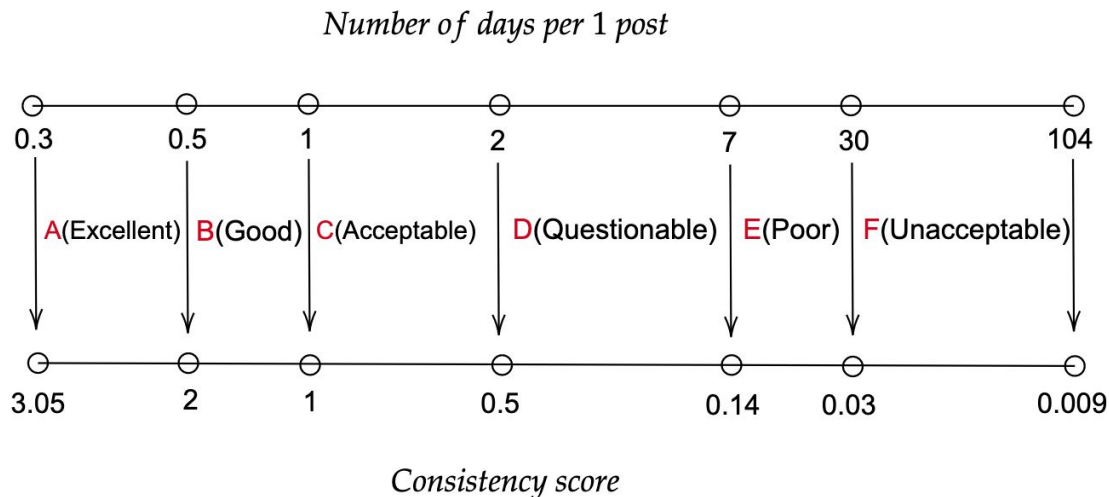 Number of days per 1 post
0.3 0.5 1 2 7 30 104
A(Excellent) B(Good) C(Acceptable) D(Questionable) E(Poor) F(Unacceptable)
3.05 2 1 0.5 0.14 0.03 0.009
Consistency score